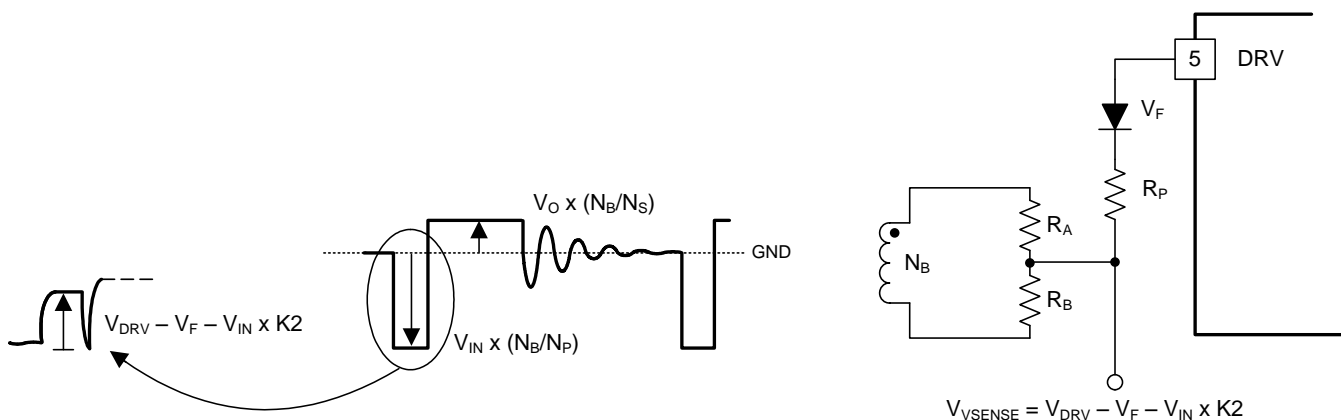 5
DRV
V_F
R_P
V_O x (N_B/N_S)
R_A
GND
N_B
R_B
V_DRV – V_F – V_IN x K2
V_IN x (N_B/N_P)
V_VSENSE = V_DRV – V_F – V_IN x K2